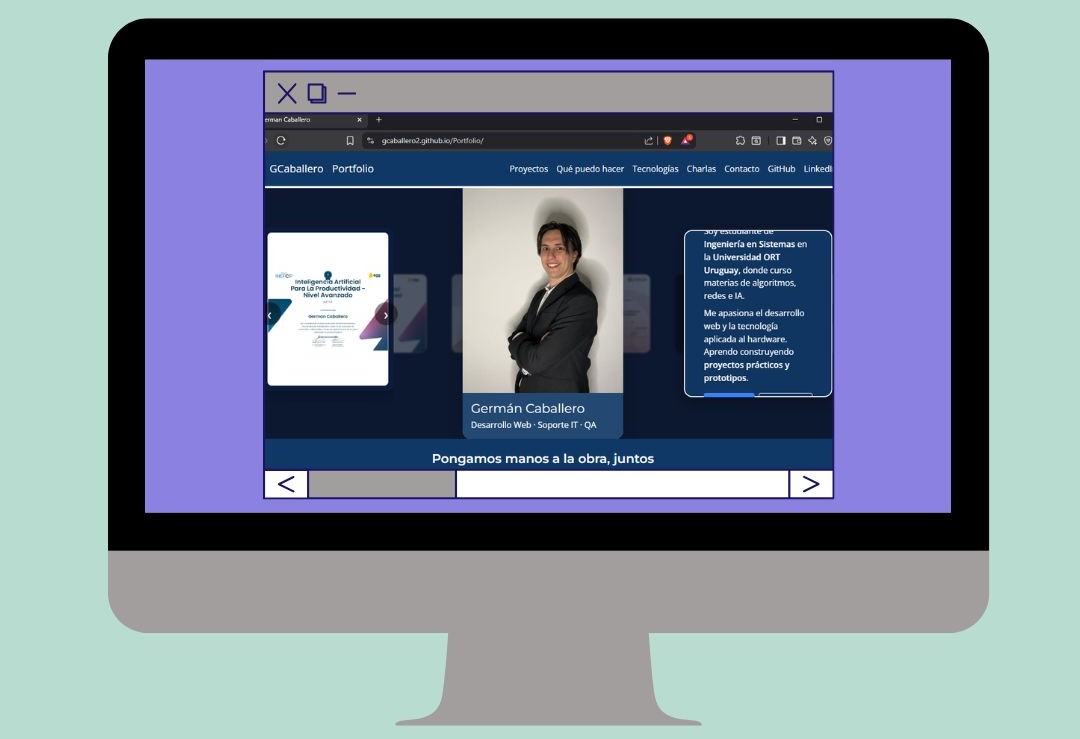 erman Caballero
gcaballero2.github.io/Portfolio/
GCaballero Portfolio
Proyectos Qué puedo hacer Tecnologías Charlas Contacto GitHub LinkedI
Inteligencia Artificial
Para La Productividad –
Nivel Avanzado
Germán Caballero
Germán Caballero
Desarrollo Web · Soporte IT · QA
Soy estudiante de
Ingeniería en Sistemas en
la Universidad ORT
Uruguay, donde curso
materias de algoritmos,
redes e IA.
Me apasiona el desarrollo
web y la tecnología
aplicada al hardware.
Aprendo construyendo
proyectos prácticos y
prototipos.
Pongamos manos a la obra, juntos